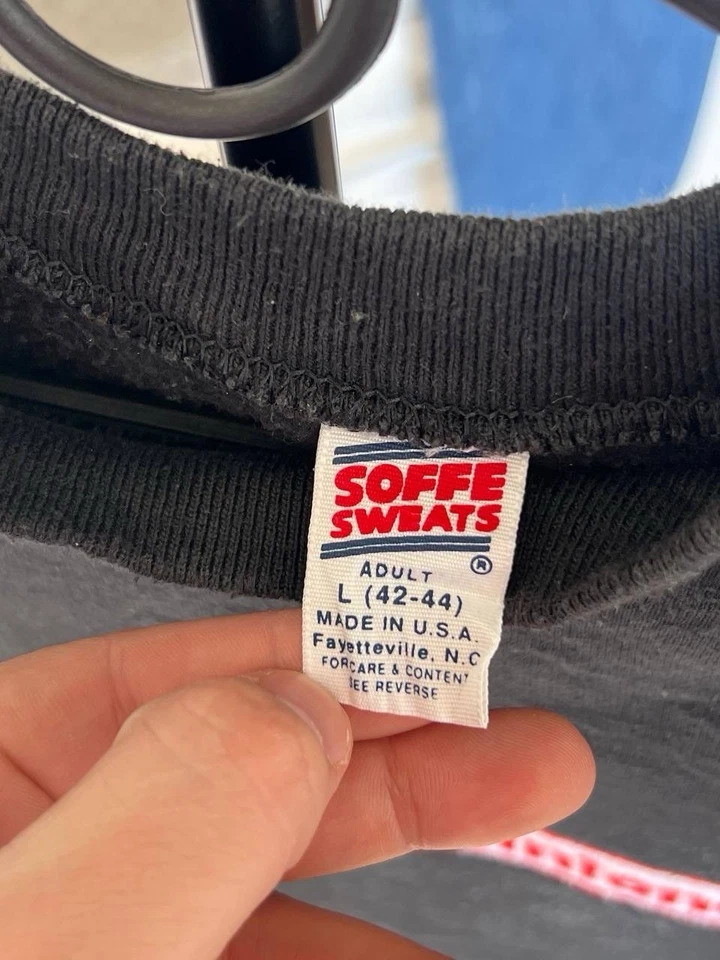 SOFFE
SWEATS
®
ADULT
L (42-44)
MADE IN U.S.A.
Fayetteville, N.C
FOR CARE & CONTENT
SEE REVERSE